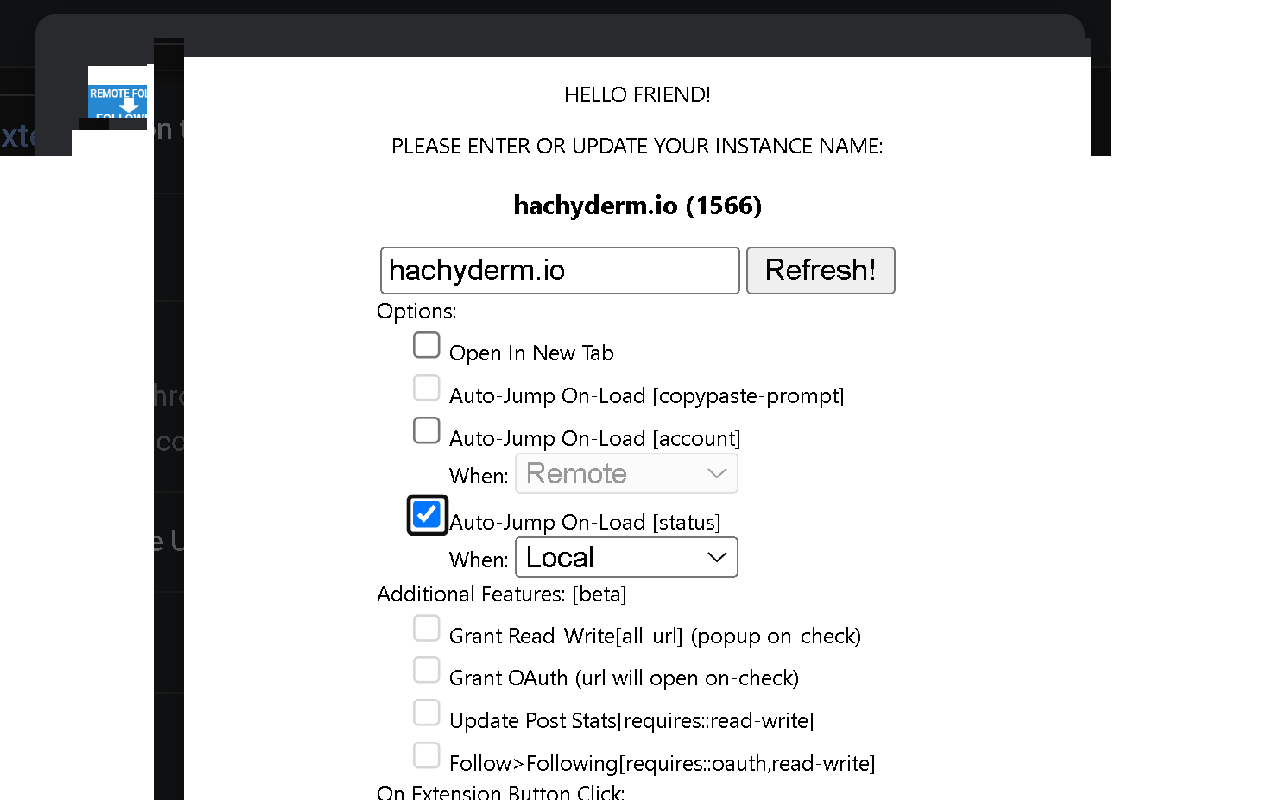 HELLO FRIEND!
REMOTE FOL
PLEASE ENTER OR UPDATE YOUR INSTANCE NAME:
hachyderm.io (1566)
hachyderm.io Refresh!
Options:
Open In New Tab
Auto-Jump On-Load [copypaste-prompt]
Auto-Jump On-Load [account]
When: Remote
Auto-Jump On-Load [status]
When: Local
Additional Features: [beta]
Grant Read Write[all url] (popup on check)
Grant OAuth (url will open on-check)
Update Post Stats[requires::read-write]
Follow>Following[requires::oauth,read-write]
On Extension Button Click: